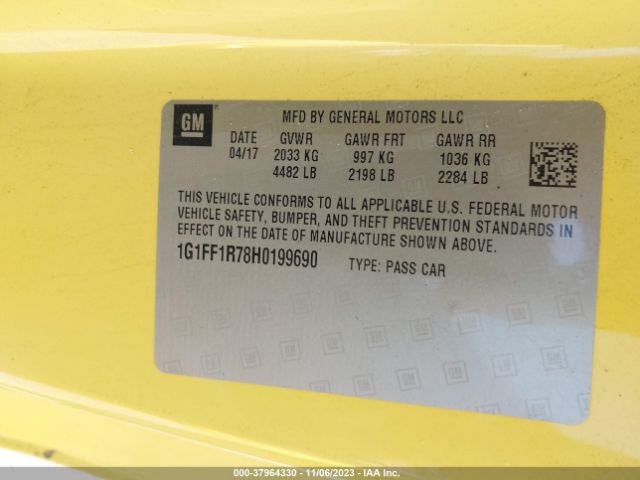 GM
MFD BY GENERAL MOTORS LLC
DATE GVWR GAWR FRT GAWR RR
04/17 2033 KG 997 KG 1036 KG
4482 LB 2198 LB 2284 LB
THIS VEHICLE CONFORMS TO ALL APPLICABLE U.S. FEDERAL MOTOR
VEHICLE SAFETY, BUMPER, AND THEFT PREVENTION STANDARDS IN
EFFECT ON THE DATE OF MANUFACTURE SHOWN ABOVE.
1G1FF1R78H0199690 TYPE: PASS CAR
000-37964330 - 11/06/2023 - IAAI.COM